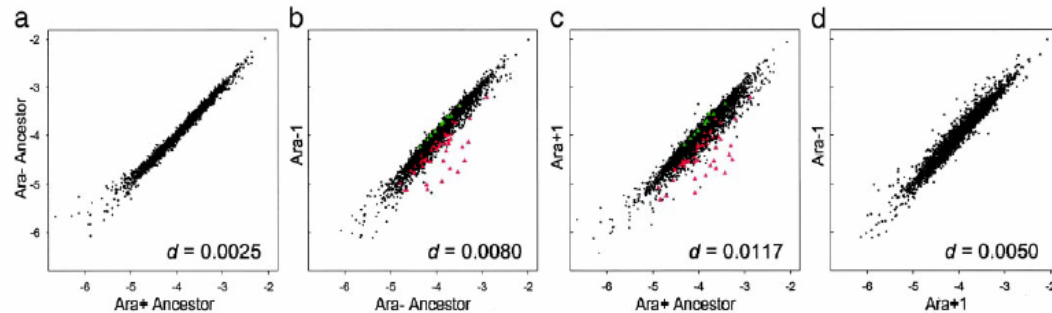 a b c d
-2
-3
-4
-5
-6
Ara- Ancestor
d = 0.0025
-6 -5 -4 -3 -2
Ara+ Ancestor
Ara-1
d = 0.0080
-6 -5 -4 -3 -2
Ara- Ancestor
Ara+1
d = 0.0117
-6 -5 -4 -3 -2
Ara+ Ancestor
Ara-1
d = 0.0050
-6 -5 -4 -3 -2
Ara+1